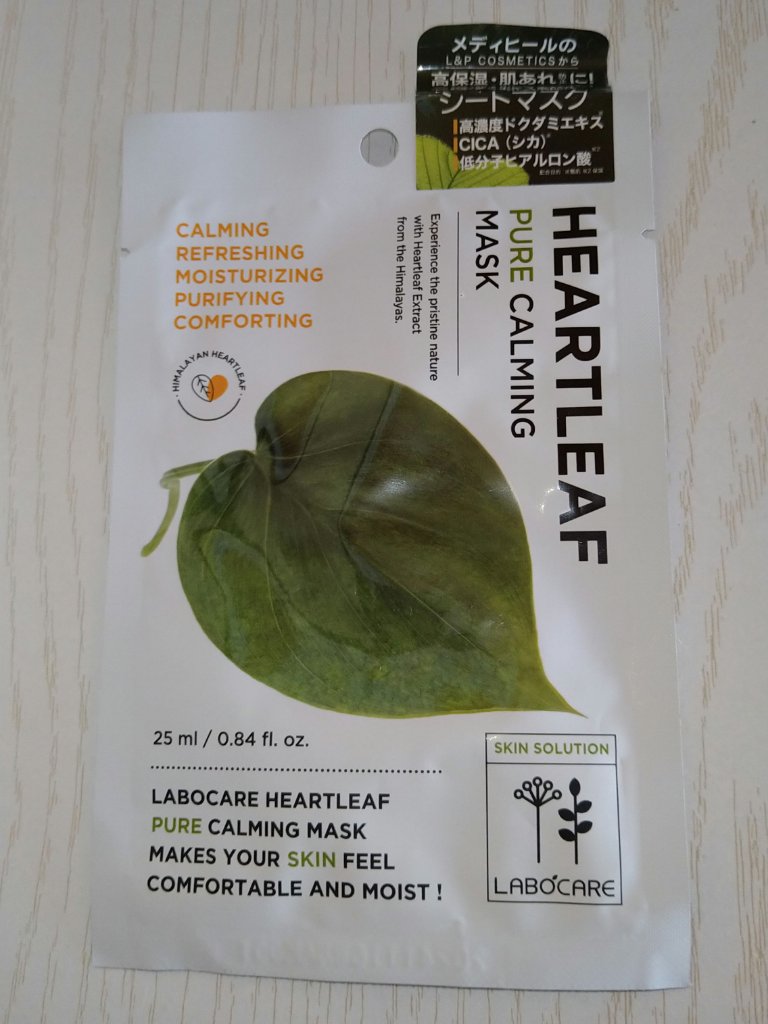 メディヒールの
L&P COSMETICSから
高保湿・肌あれ に!
シートマスク
高濃度ドクダミエキス
CICA（シカ）
低分子ヒアルロン酸
HEARTLEAF
PURE CALMING
MASK
Experience the pristine nature
with Heartleaf Extract
from the Himalayas.
CALMING
REFRESHING
MOISTURIZING
PURIFYING
COMFORTING
· HIMALAYAN HEARTLEAF ·
25 ml / 0.84 fl. oz.
LABOCARE HEARTLEAF
PURE CALMING MASK
MAKES YOUR SKIN FEEL
COMFORTABLE AND MOIST !
SKIN SOLUTION
LABOCARE